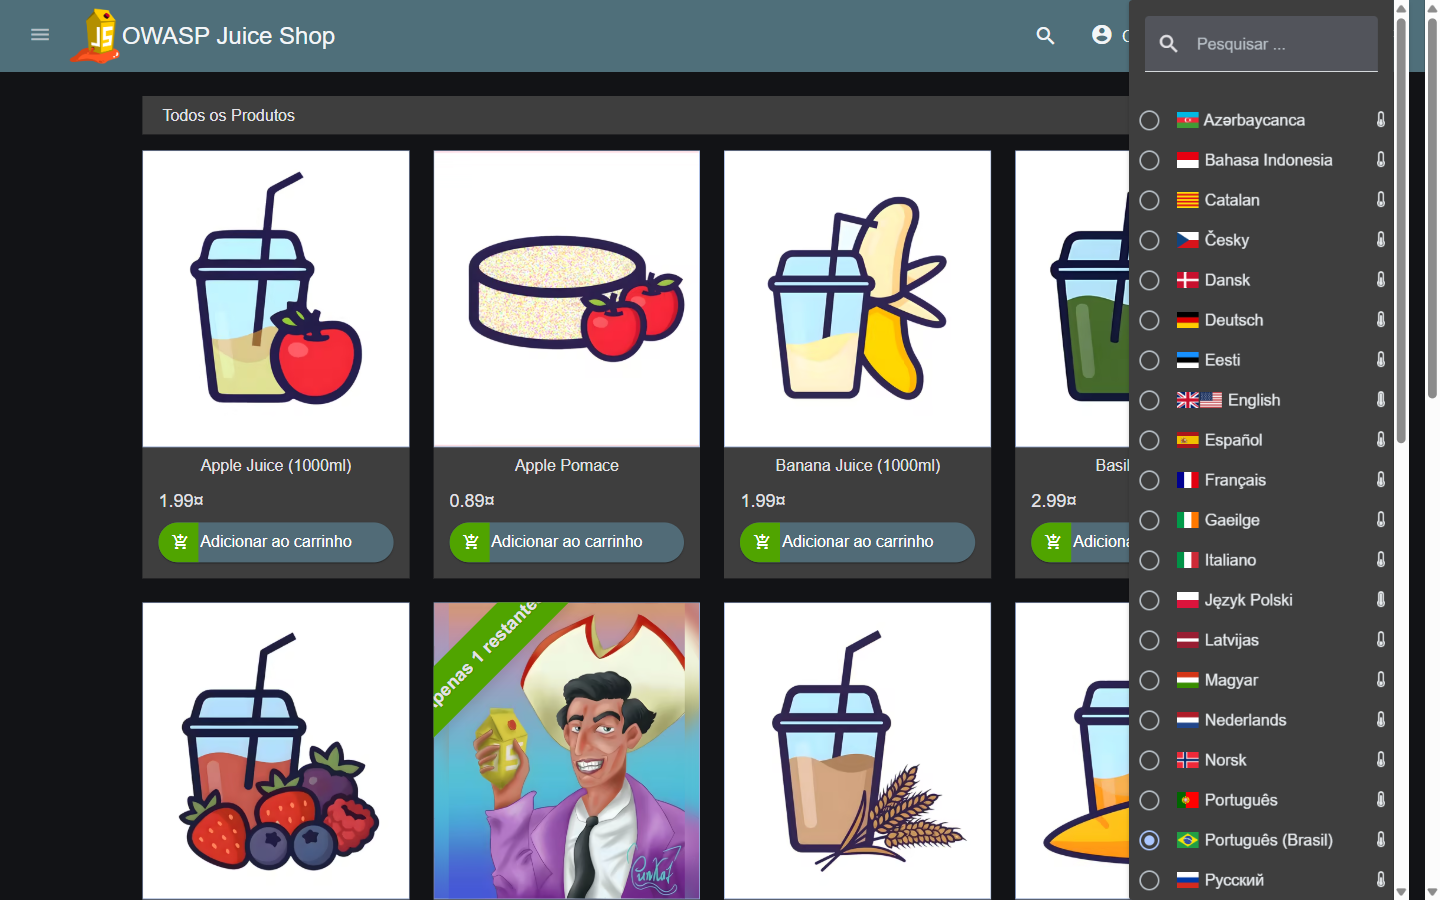 OWASP Juice Shop
Pesquisar ...
Todos os Produtos
Apple Juice (1000ml)
1.99¤
Adicionar ao carrinho
Apple Pomace
0.89¤
Adicionar ao carrinho
Banana Juice (1000ml)
1.99¤
Adicionar ao carrinho
Basil
2.99¤
Adiciona
penas 1 restante
JS
Azərbaycanca
Bahasa Indonesia
Catalan
Česky
Dansk
Deutsch
Eesti
English
Español
Français
Gaeilge
Italiano
Język Polski
Latvijas
Magyar
Nederlands
Norsk
Português
Português (Brasil)
Русский